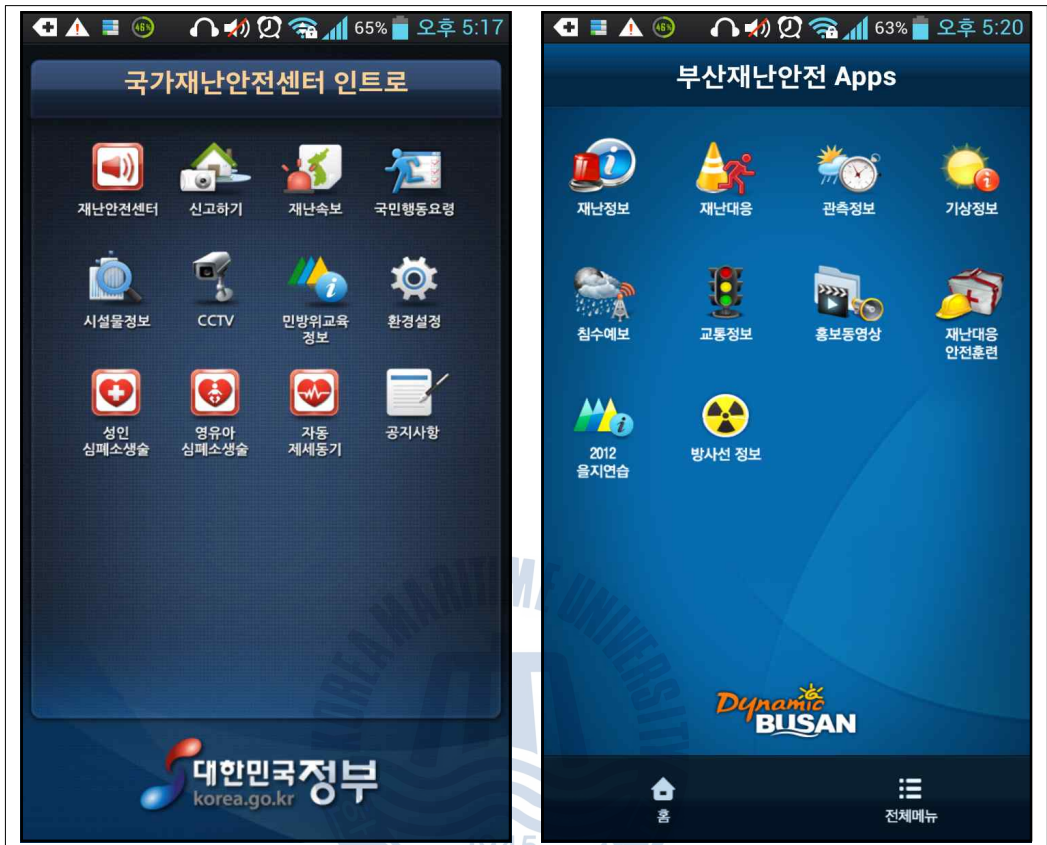 46%
65%
오후 5:17
국가재난안전센터 인트로
재난안전센터
신고하기
재난속보
국민행동요령
시설물정보
CCTV
민방위교육
정보
환경설정
성인
심폐소생술
영유아
심폐소생술
자동
제세동기
공지사항
대한민국정부
korea.go.kr
46%
63%
오후 5:20
부산재난안전 Apps
재난정보
재난대응
관측정보
기상정보
침수예보
교통정보
홍보동영상
재난대응
안전훈련
2012
을지연습
방사선 정보
Dynamic
BUSAN
홈
전체메뉴